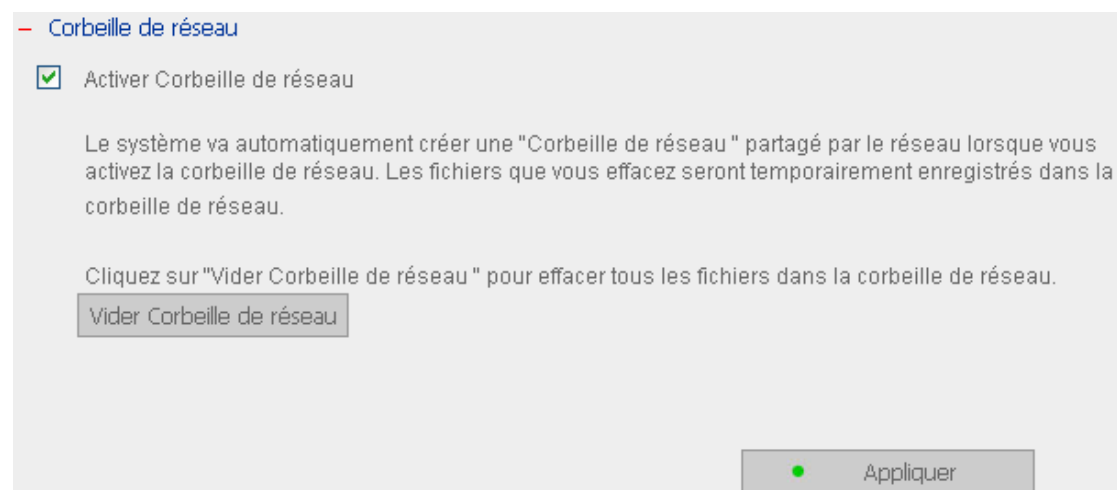 – Corbeille de réseau
Activer Corbeille de réseau
Le système va automatiquement créer une "Corbeille de réseau " partagé par le réseau lorsque vous
activez la corbeille de réseau. Les fichiers que vous effacez seront temporairement enregistrés dans la
corbeille de réseau.
Cliquez sur "Vider Corbeille de réseau " pour effacer tous les fichiers dans la corbeille de réseau.
Vider Corbeille de réseau
Appliquer